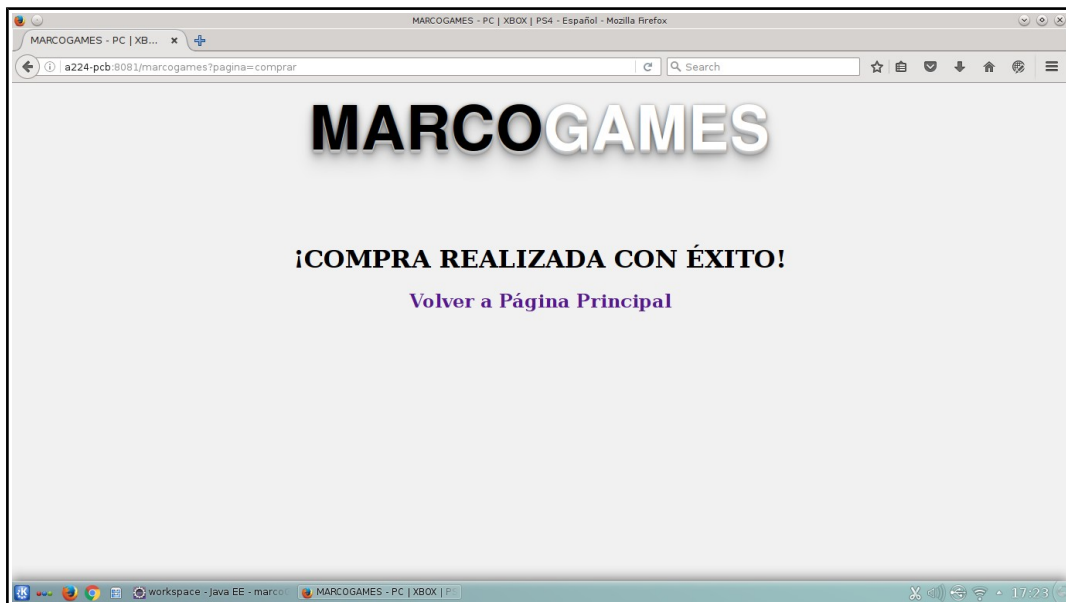 MARCOGAMES - PC | XBOX | PS4 - Español - Mozilla Firefox
MARCOGAMES - PC | XB...
a224-pcb:8081/marcogames?pagina=comprar
Search
MARCOGAMES
¡COMPRA REALIZADA CON ÉXITO!
Volver a Página Principal
workspace - Java EE - marco
MARCOGAMES - PC | XBOX | PS
17:23